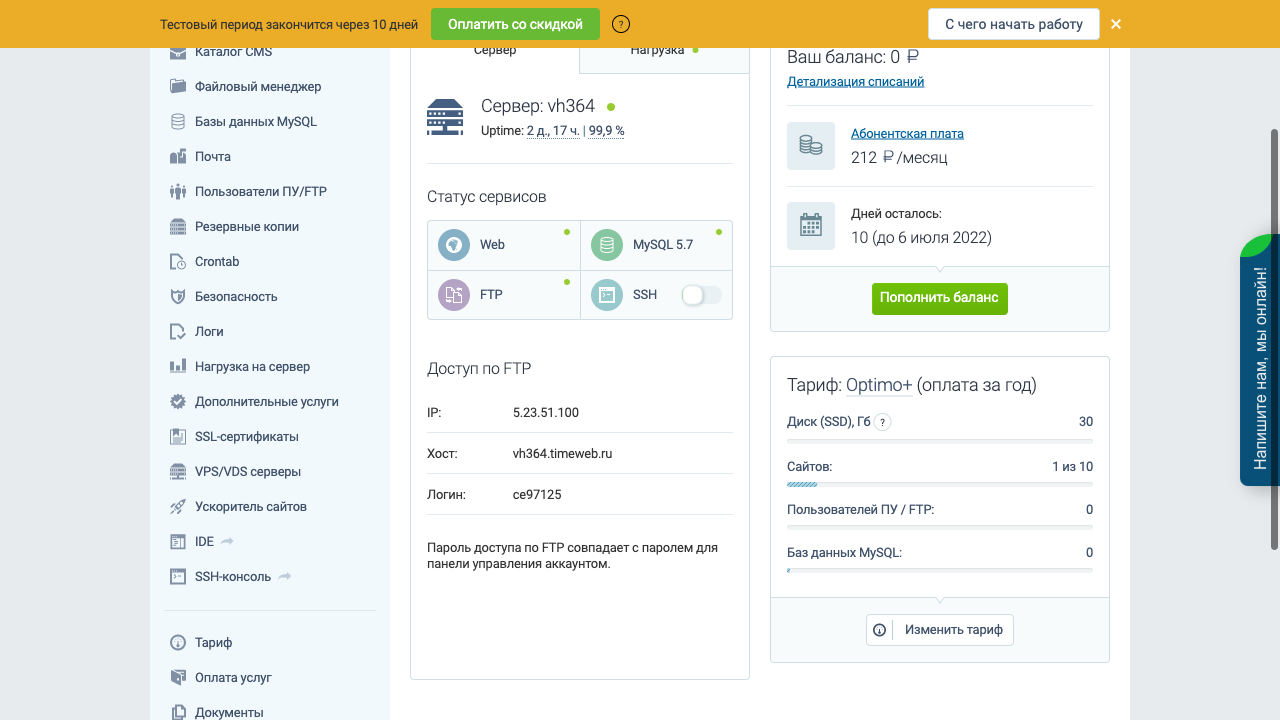 Тестовый период закончится через 10 дней
Оплатить со скидкой
?
С чего начать работу
Каталог CMS
Файловый менеджер
Базы данных MySQL
Почта
Пользователи ПУ/FTP
Резервные копии
Crontab
Безопасность
Логи
Нагрузка на сервер
Дополнительные услуги
SSL-сертификаты
VPS/VDS серверы
Ускоритель сайтов
IDE
SSH-консоль
Тариф
Оплата услуг
Документы
Сервер
Нагрузка
Сервер: vh364
Uptime: 2 д., 17 ч. | 99,9 %
Статус сервисов
Web
MySQL 5.7
FTP
SSH
Доступ по FTP
IP: 5.23.51.100
Хост: vh364.timeweb.ru
Логин: ce97125
Пароль доступа по FTP совпадает с паролем для
панели управления аккаунтом.
Ваш баланс: 0 ₽
Детализация списаний
Абонентская плата
212 ₽/месяц
Дней осталось:
10 (до 6 июля 2022)
Пополнить баланс
Тариф: Optimo+ (оплата за год)
Диск (SSD), Гб ? 30
Сайтов: 1 из 10
Пользователей ПУ / FTP: 0
Баз данных MySQL: 0
Изменить тариф
Напишите нам, мы онлайн!